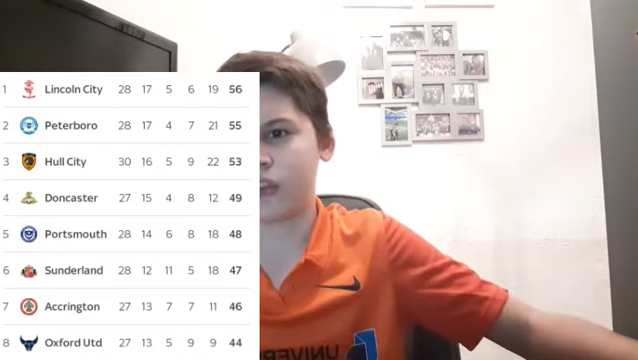 1 Lincoln City 28 17 5 6 19 56
2 Peterboro 28 17 4 7 21 55
3 Hull City 30 16 5 9 22 53
4 Doncaster 27 15 4 8 12 49
5 Portsmouth 28 14 6 8 18 48
6 Sunderland 28 12 11 5 18 47
7 Accrington 27 13 7 7 11 46
8 Oxford Utd 27 13 5 9 9 44
UNIVER